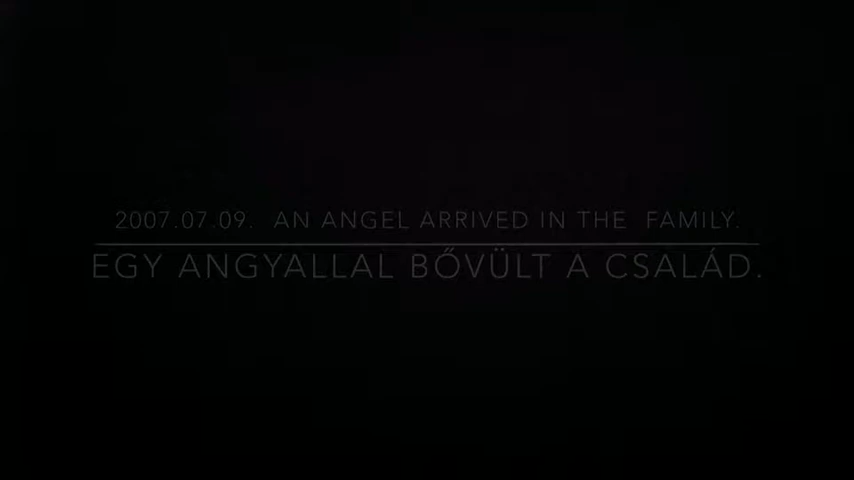 2007.07.09. AN ANGEL ARRIVED IN THE FAMILY.
EGY ANGYALLAL BŐVÜLT A CSALÁD.